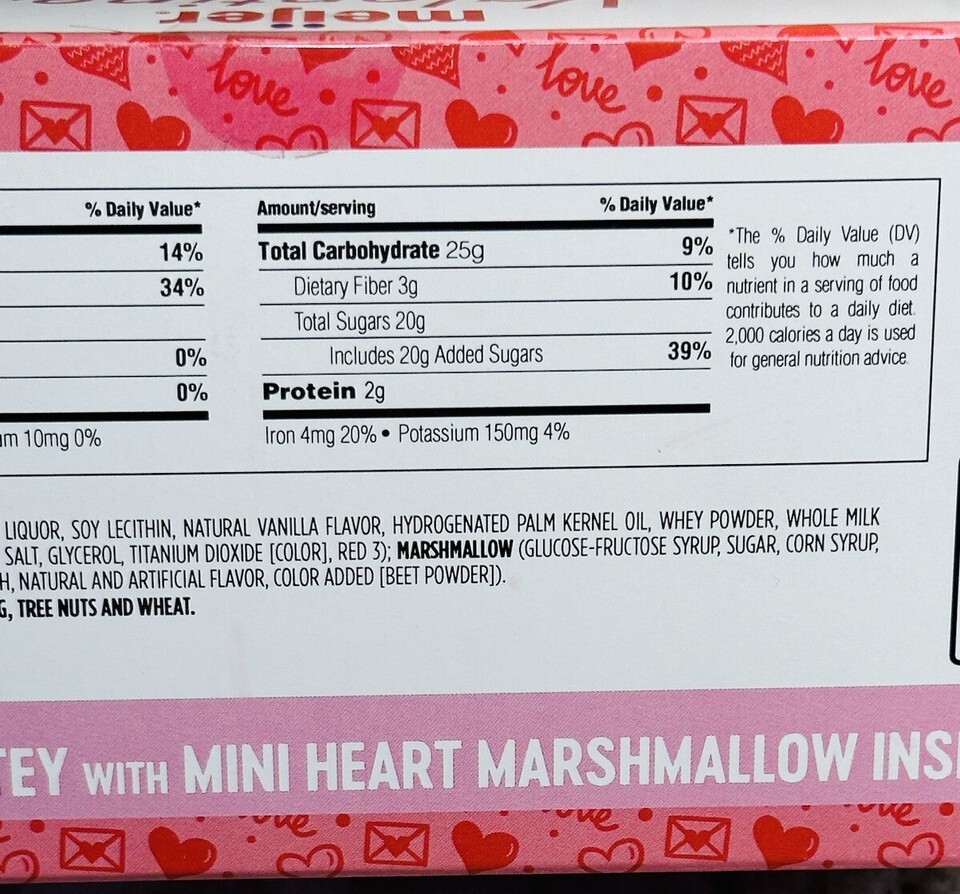 meijer
love love love
% Daily Value* Amount/serving % Daily Value*
14% Total Carbohydrate 25g 9%
34% Dietary Fiber 3g 10%
Total Sugars 20g
0% Includes 20g Added Sugars 39%
0% Protein 2g
m 10mg 0% Iron 4mg 20% • Potassium 150mg 4%
*The % Daily Value (DV)
tells you how much a
nutrient in a serving of food
contributes to a daily diet.
2,000 calories a day is used
for general nutrition advice.
LIQUOR, SOY LECITHIN, NATURAL VANILLA FLAVOR, HYDROGENATED PALM KERNEL OIL, WHEY POWDER, WHOLE MILK
SALT, GLYCEROL, TITANIUM DIOXIDE [COLOR], RED 3); MARSHMALLOW (GLUCOSE-FRUCTOSE SYRUP, SUGAR, CORN SYRUP,
H, NATURAL AND ARTIFICIAL FLAVOR, COLOR ADDED [BEET POWDER]).
G, TREE NUTS AND WHEAT.
TEY WITH MINI HEART MARSHMALLOW INSI